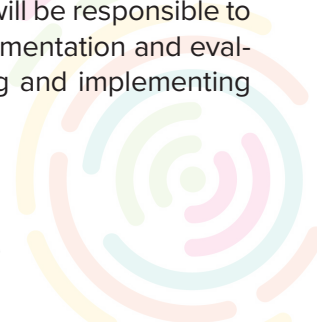 will be responsible to
mentation and eval-
g and implementing